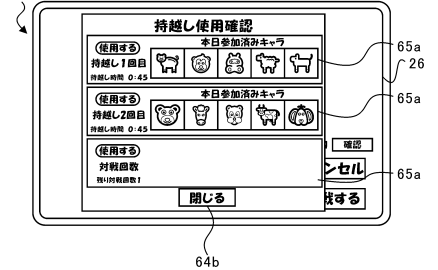 持越し使用確認
使用する
本日参加済みキャラ
持越し1回目
持越し時間 0:45
使用する
本日参加済みキャラ
持越し2回目
持越し時間 0:45
使用する
対戦回数
残り対戦回数1
閉じる
確認
ンセル
戦する
65a
26
65a
65a
64b